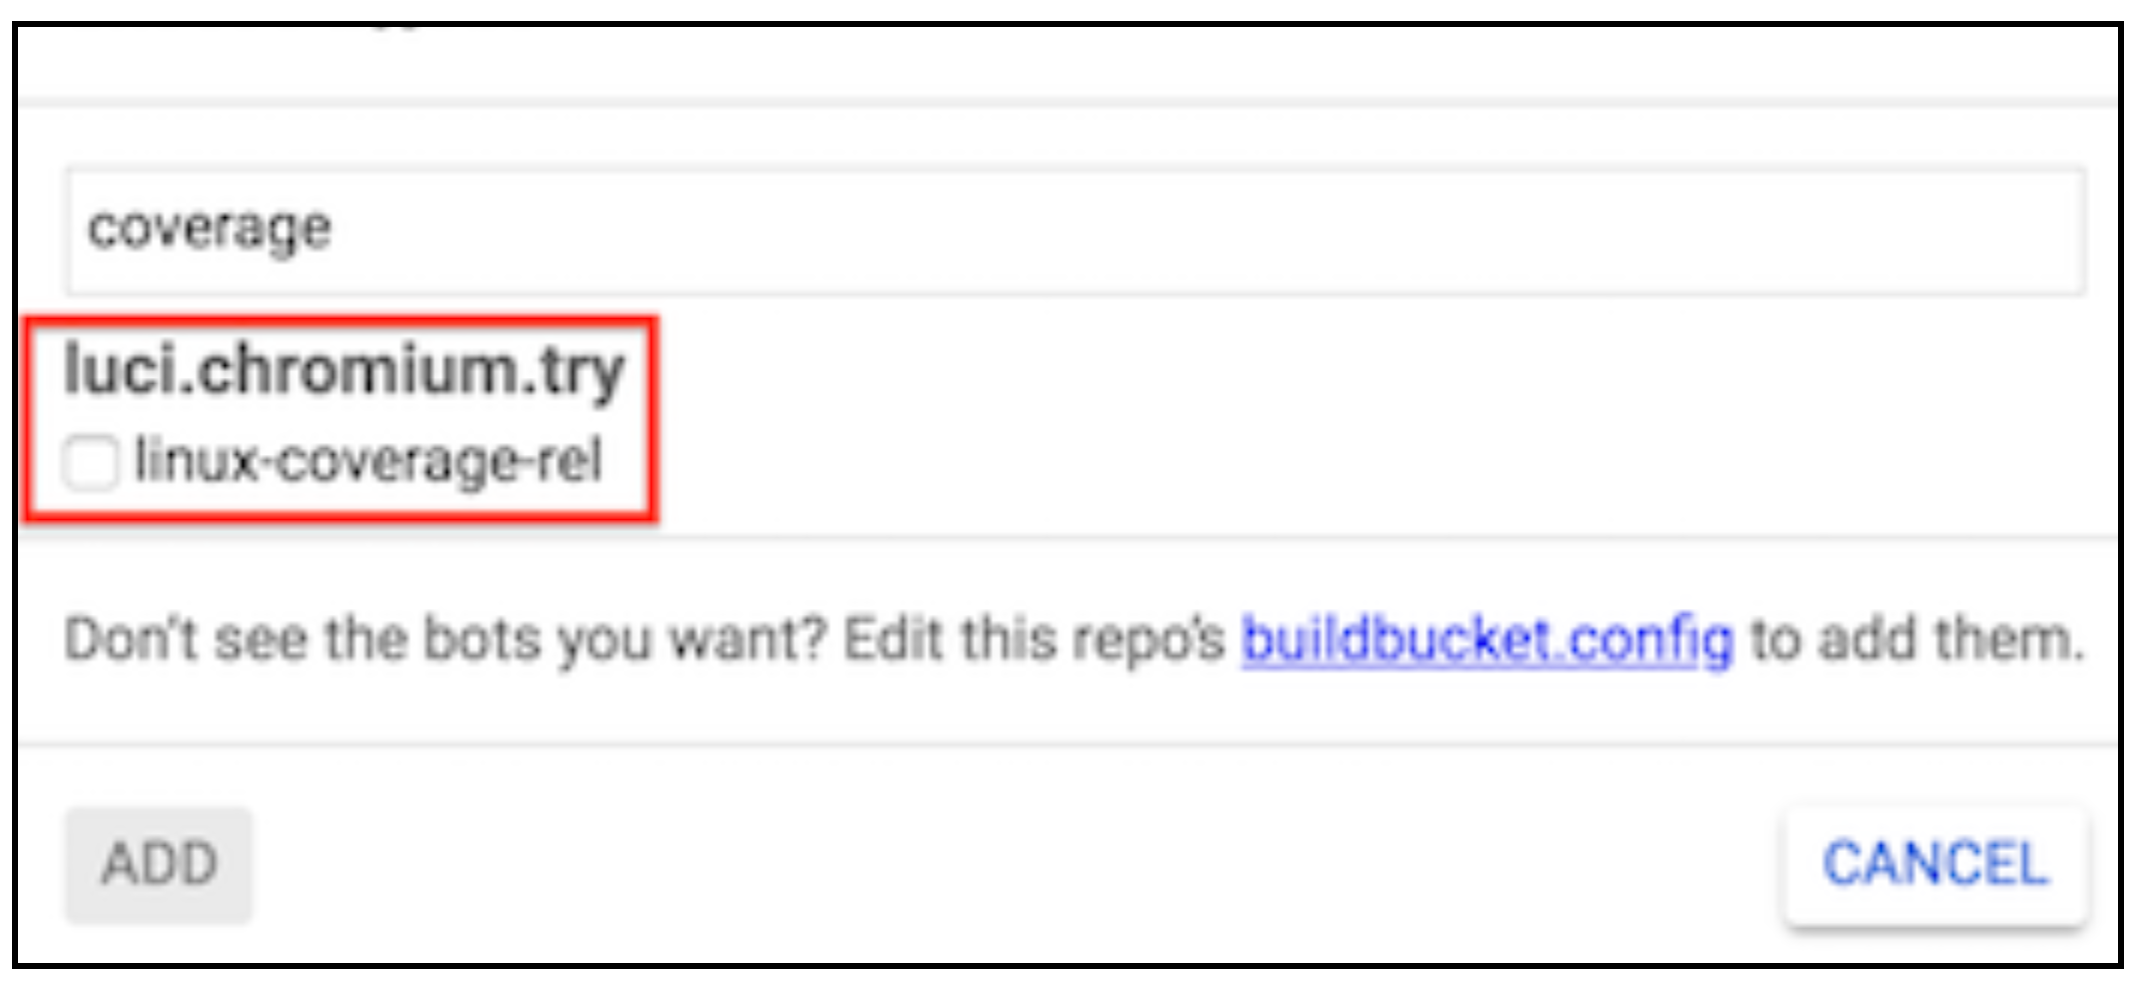 coverage
luci.chromium.try
linux-coverage-rel
Don't see the bots you want? Edit this repo's buildbucket.config to add them.
ADD
CANCEL